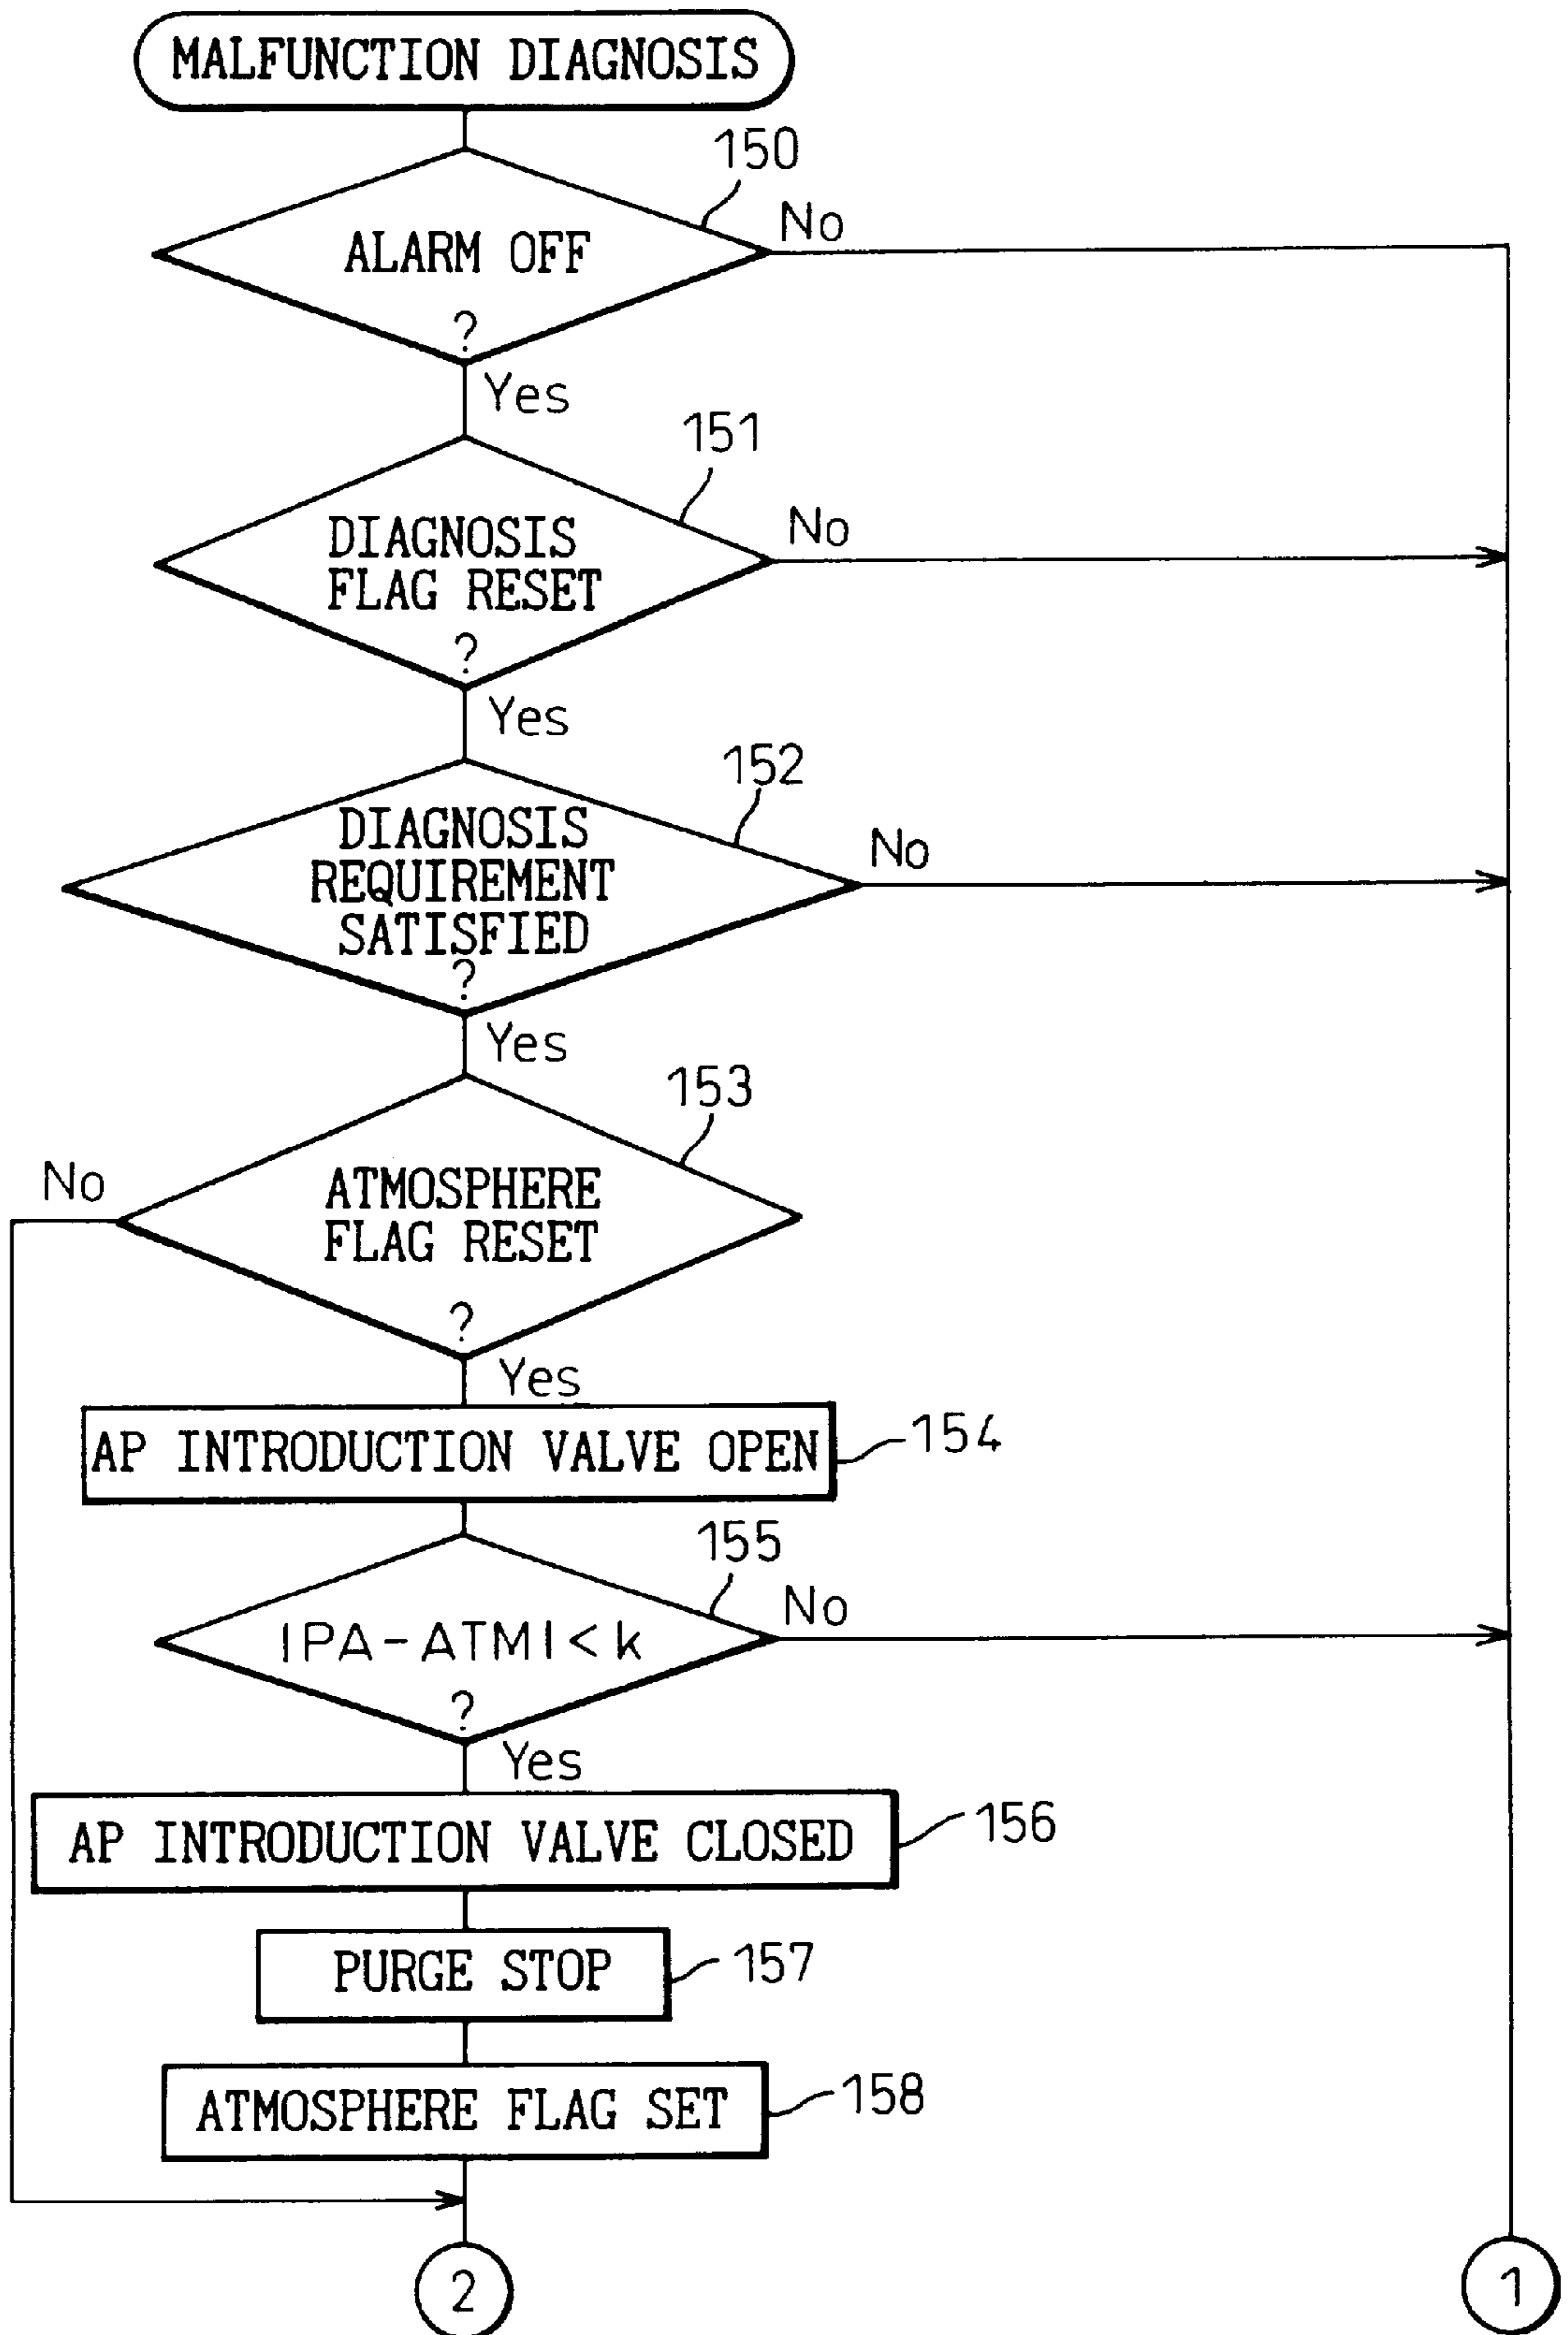 MALFUNCTION DIAGNOSIS
150
No
ALARM OFF
?
Yes
151
No
DIAGNOSIS
FLAG RESET
?
Yes
152
No
DIAGNOSIS
REQUIREMENT
SATISFIED
?
Yes
153
No
ATMOSPHERE
FLAG RESET
?
Yes
AP INTRODUCTION VALVE OPEN
154
155
No
|PA-ATM|<k
?
Yes
AP INTRODUCTION VALVE CLOSED
156
PURGE STOP
157
ATMOSPHERE FLAG SET
158
2
1